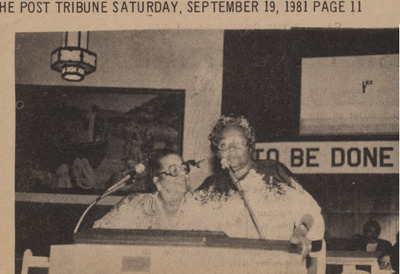 HE POST TRIBUNE SATURDAY, SEPTEMBER 19, 1981 PAGE 11
TO BE DONE